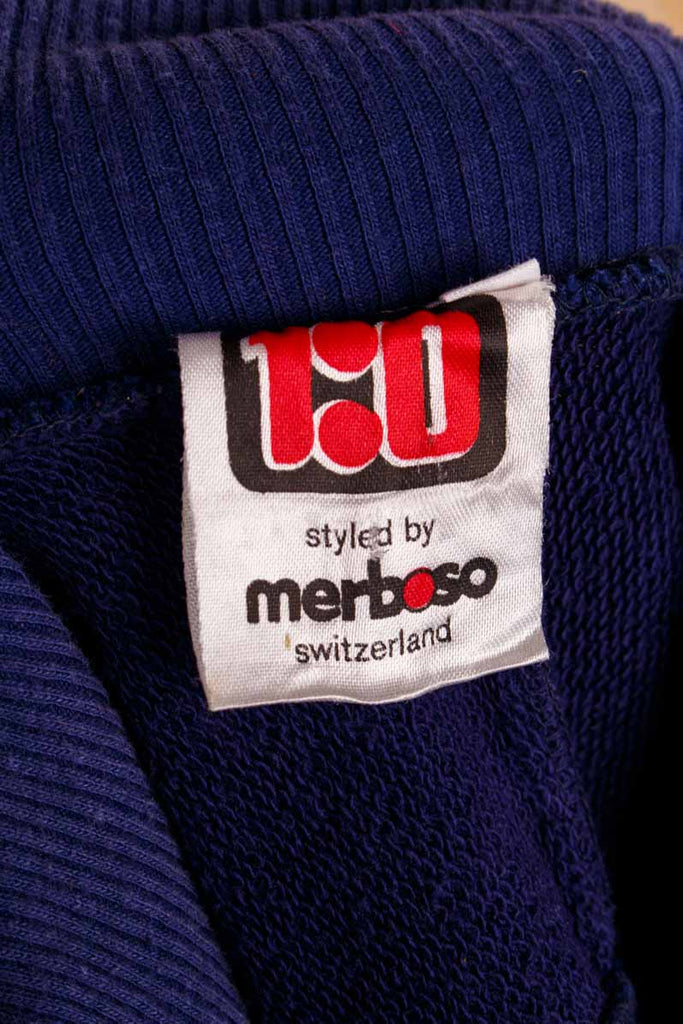 1:0
styled by
merboso
switzerland